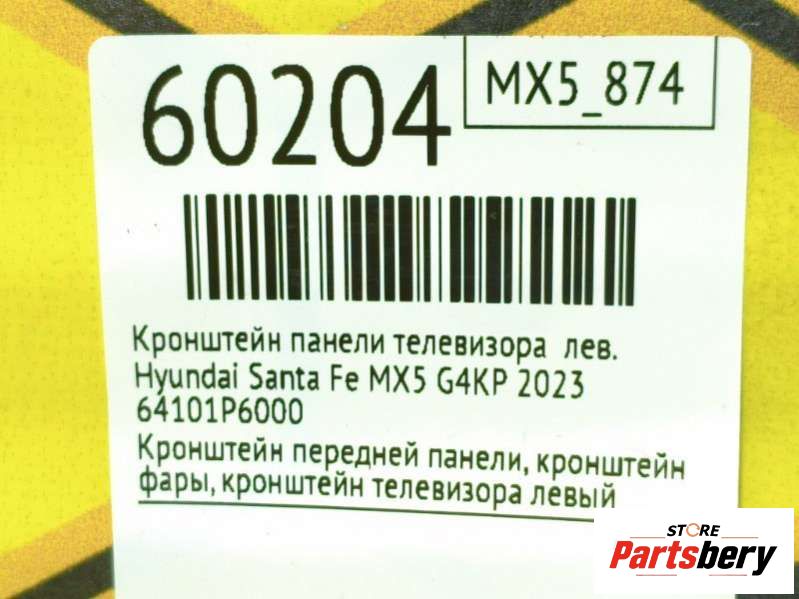 60204
MX5_874
Кронштейн панели телевизора лев.
Hyundai Santa Fe MX5 G4KP 2023
64101P6000
Кронштейн передней панели, кронштейн
фары, кронштейн телевизора левый
STORE
Partsbery